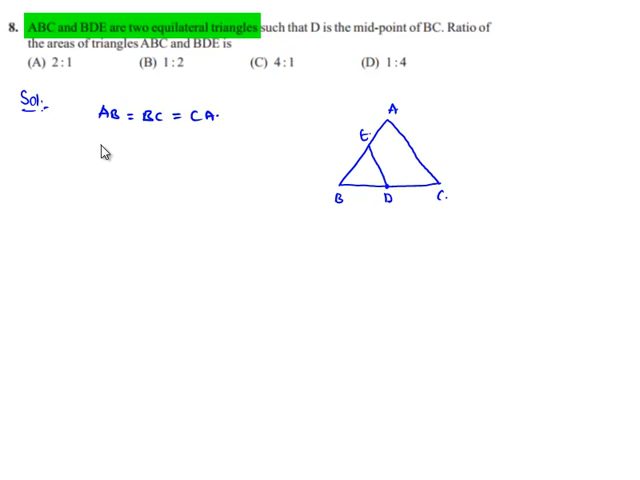 8. ABC and BDE are two equilateral triangles such that D is the mid-point of BC. Ratio of
the areas of triangles ABC and BDE is
(A) 2 : 1 (B) 1 : 2 (C) 4 : 1 (D) 1 : 4
Sol:-
AB = BC = CA.
A
E
B D C.